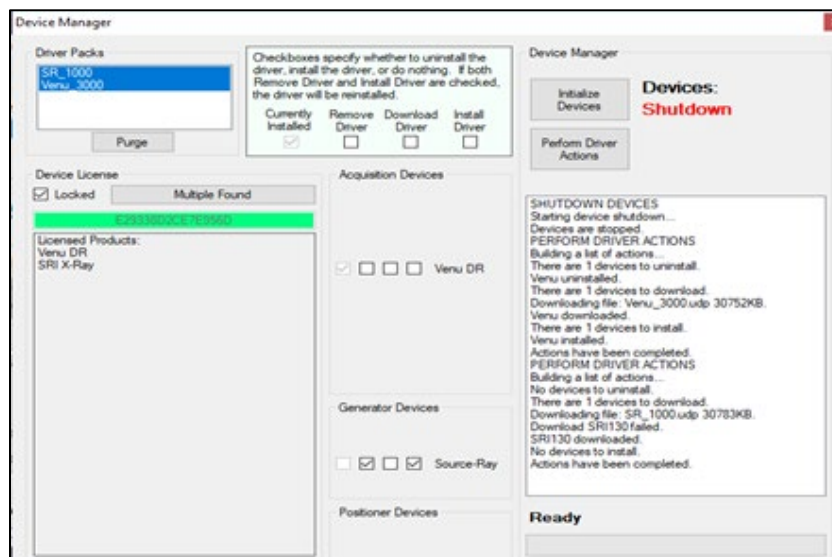 Device Manager
Driver Packs
SR_1000
Venu_3000
Purge
Checkboxes specify whether to uninstall the
driver, install the driver, or do nothing. If both
Remove Driver and Install Driver are checked,
the driver will be reinstalled.
Currently Installed
Remove Driver
Download Driver
Install Driver
Device License
Locked
Multiple Found
Licensed Products:
Venu DR
SRI X-Ray
Acquisition Devices
Venu DR
Generator Devices
Source-Ray
Positioner Devices
Device Manager
Initialize Devices
Devices:
Shutdown
Perform Driver Actions
SHUTDOWN DEVICES
Starting device shutdown...
Devices are stopped.
PERFORM DRIVER ACTIONS
Building a list of actions...
There are 1 devices to uninstall.
Venu uninstalled.
There are 1 devices to download.
Downloading file: Venu_3000.udp 30752KB.
Venu downloaded.
There are 1 devices to install.
Venu installed.
Actions have been completed.
PERFORM DRIVER ACTIONS
Building a list of actions...
No devices to uninstall.
There are 1 devices to download.
Downloading file: SR_1000.udp 30783KB.
Download SRI130 failed.
SRI130 downloaded.
No devices to install.
Actions have been completed.
Ready